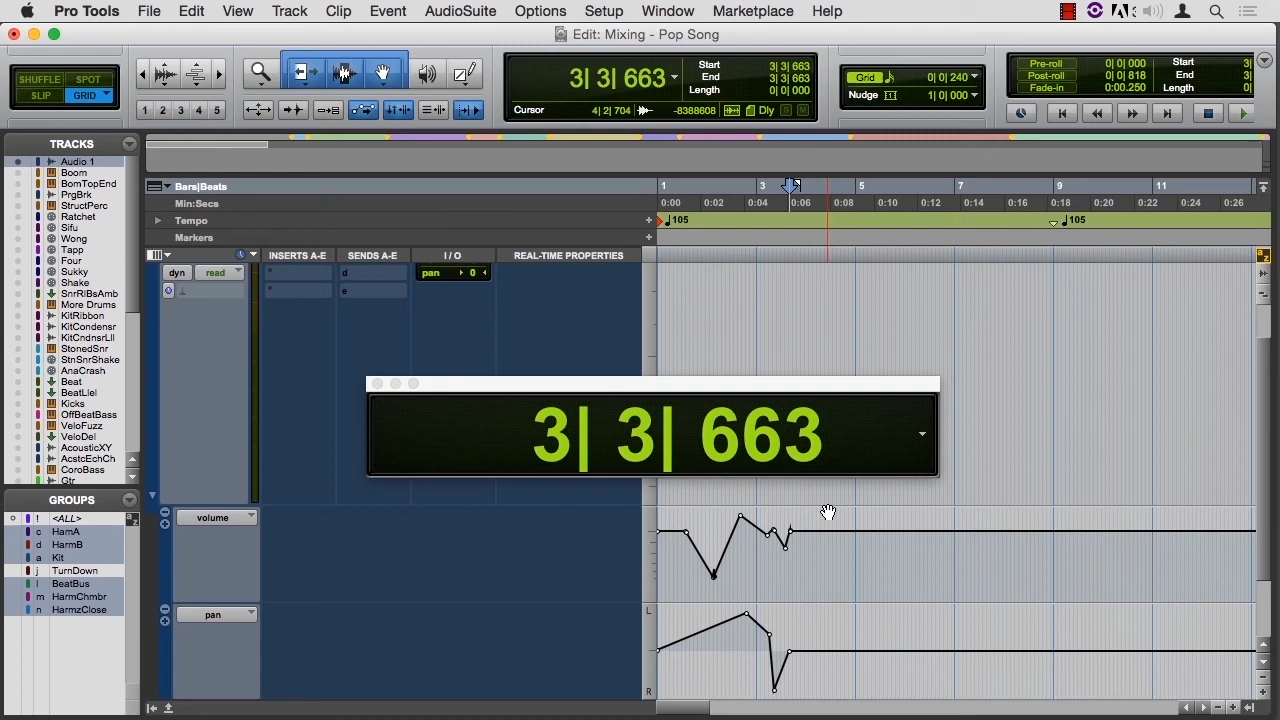 Pro Tools File Edit View Track Clip Event AudioSuite Options Setup Window Marketplace Help
Edit: Mixing - Pop Song
SHUFFLE SPOT
SLIP GRID
1 2 3 4 5
3| 3| 663
Start 3| 3| 663
End 3| 3| 663
Length 0| 0| 000
Cursor 4| 2| 704 -8388608 Dly S M
Grid 0| 0| 240
Nudge 1| 0| 000
Pre-roll 0| 0| 000
Post-roll 0| 0| 818
Fade-in 0:00.250
Start 3|
End 3|
Length 0|
TRACKS
Audio 1
Boom
BomTopEnd
PrgBrk
StructPerc
Ratchet
Sifu
Wong
Tapp
Four
Sukky
Shake
SnrRlBsAmb
More Drums
KitRibbon
KitCondensr
KitCndnsrLll
StonedSnr
StnSnrShake
AnaCrash
Beat
BeatLlel
Kicks
OffBeatBass
VeloFuzz
VeloDel
AcousticXY
AcstcEchCh
CoroBass
Gtr
GROUPS
! <ALL>
c HamA
d HarmB
a Kit
j TurnDown
l BeatBus
m HarmChmbr
n HarmzClose
a z
Bars|Beats 1 3 5 7 9 11
Min:Secs 0:00 0:02 0:04 0:06 0:08 0:10 0:12 0:14 0:16 0:18 0:20 0:22 0:24 0:26
Tempo 105 105
Markers
INSERTS A-E SENDS A-E I / O REAL-TIME PROPERTIES
a z
dyn read d pan 0
e
3| 3| 663
volume
pan
L
R